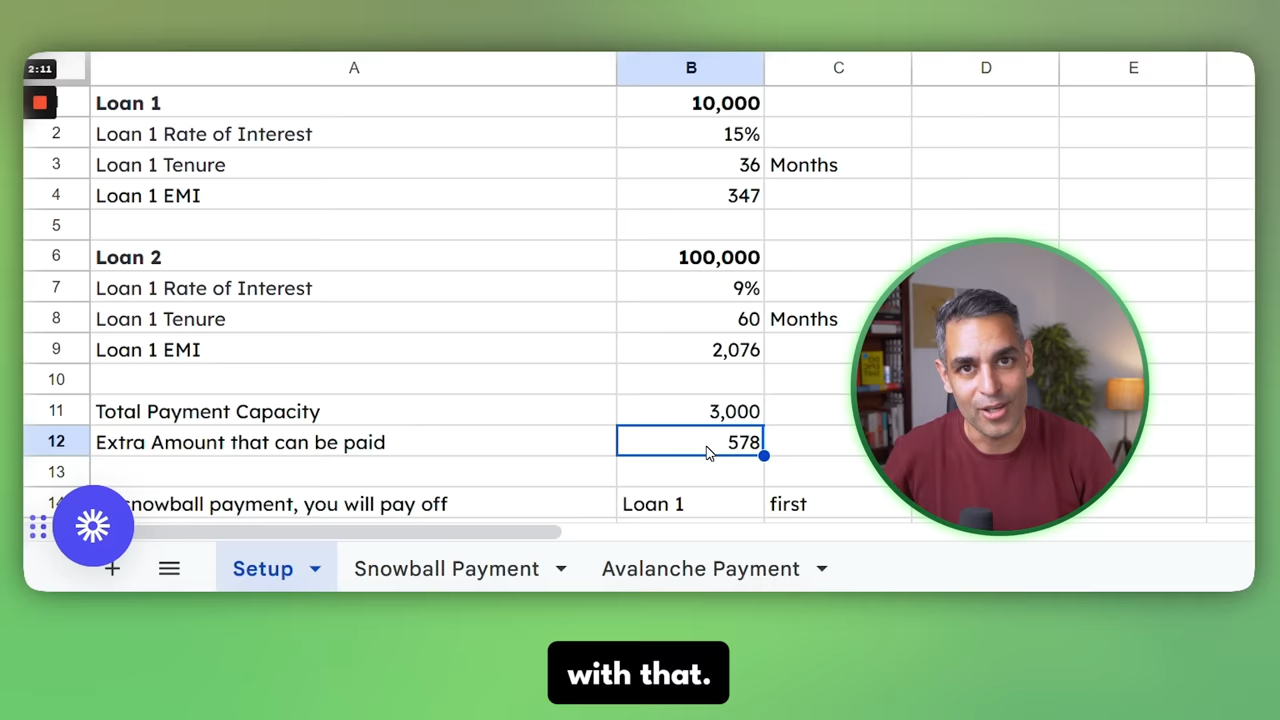 2:11
A B C D E
Loan 1 10,000
2 Loan 1 Rate of Interest 15%
3 Loan 1 Tenure 36 Months
4 Loan 1 EMI 347
5
6 Loan 2 100,000
7 Loan 1 Rate of Interest 9%
8 Loan 1 Tenure 60 Months
9 Loan 1 EMI 2,076
10
11 Total Payment Capacity 3,000
12 Extra Amount that can be paid 578
13
snowball payment, you will pay off Loan 1 first
Setup Snowball Payment Avalanche Payment
with that.